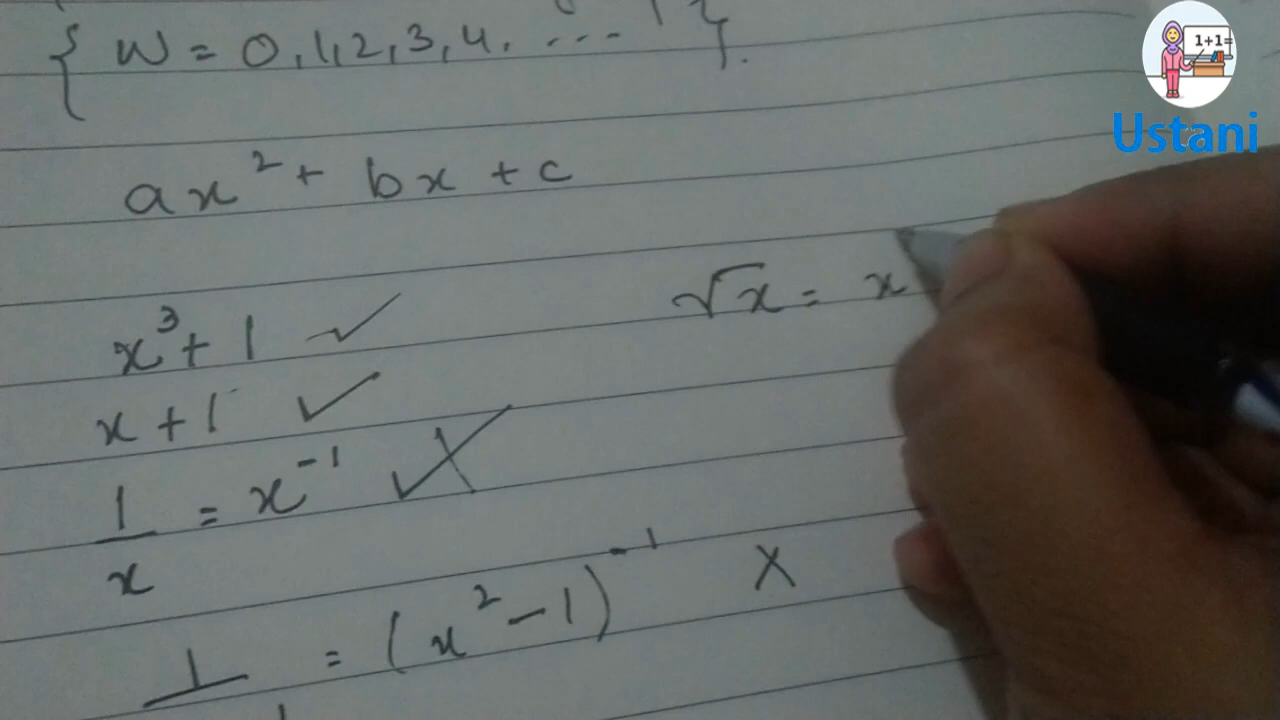 { W = 0, 1, 2, 3, 4, ... }.
1+1=
Ustani
ax² + bx + c
x³ + 1 ✓
√x = x
x + 1 ✓
1/x = x⁻¹
1/ = (x² - 1)⁻¹ X